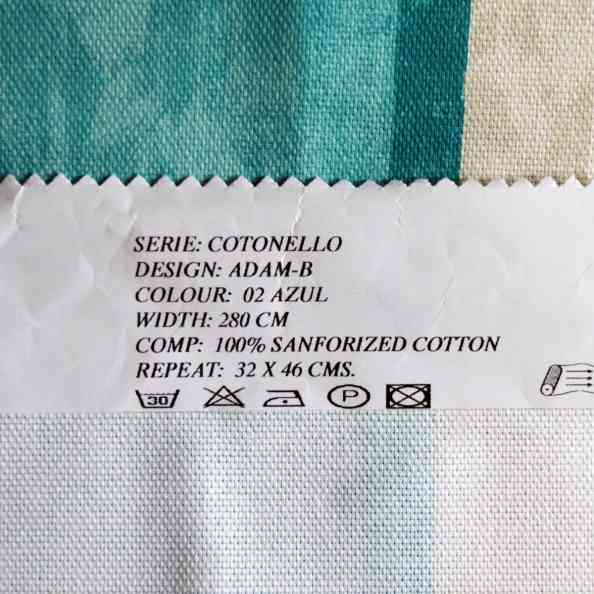 SERIE: COTONELLO
DESIGN: ADAM-B
COLOUR: 02 AZUL
WIDTH: 280 CM
COMP: 100% SANFORIZED COTTON
REPEAT: 32 X 46 CMS.
30 P